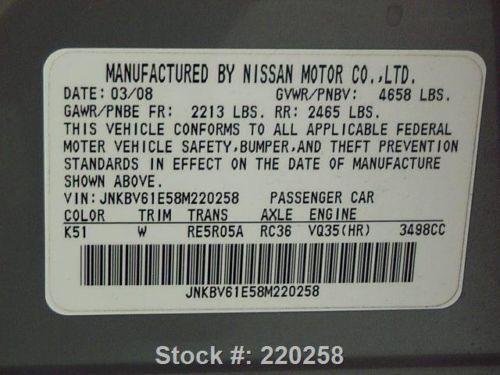 MANUFACTURED BY NISSAN MOTOR CO.,LTD.
DATE: 03/08 GVWR/PNBV: 4658 LBS.
GAWR/PNBE FR: 2213 LBS. RR: 2465 LBS.
THIS VEHICLE CONFORMS TO ALL APPLICABLE FEDERAL
MOTER VEHICLE SAFETY,BUMPER,AND THEFT PREVENTION
STANDARDS IN EFFECT ON THE DATE OF MANUFACTURE
SHOWN ABOVE.
VIN:JNKBV61E58M220258 PASSENGER CAR
COLOR TRIM TRANS AXLE ENGINE
K51 W RE5R05A RC36 VQ35(HR) 3498CC
JNKBV61E58M220258
Stock #: 220258